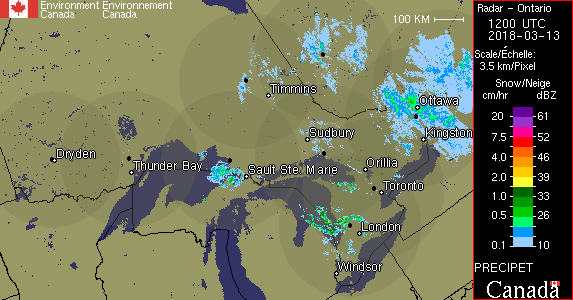 Environment Environnement
Canada Canada
100 KM
Timmins
Ottawa
Sudbury
Kingston
Dryden
Thunder Bay
Sault Ste. Marie
Orillia
Toronto
London
Windsor
Radar - Ontario
1200 UTC
2018-03-13
Scale/Échelle:
3.5 km/Pixel
Snow/Neige
cm/hr dBZ
20 61
7.5 52
4.0 46
2.0 39
1.0 33
0.5 26
0.1 10
PRECIPET
Canada